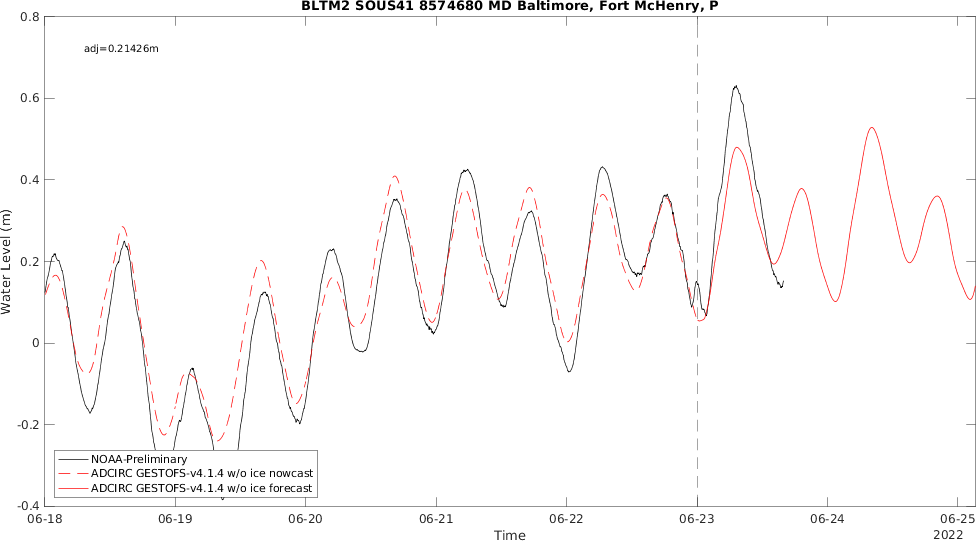 BLTM2 SOUS41 8574680 MD Baltimore, Fort McHenry, P
adj=0.21426m
0.8
0.6
0.4
0.2
0
-0.2
-0.4
Water Level (m)
NOAA-Preliminary
ADCIRC GESTOFS-v4.1.4 w/o ice nowcast
ADCIRC GESTOFS-v4.1.4 w/o ice forecast
06-18 06-19 06-20 06-21 06-22 06-23 06-24 06-25
Time
2022